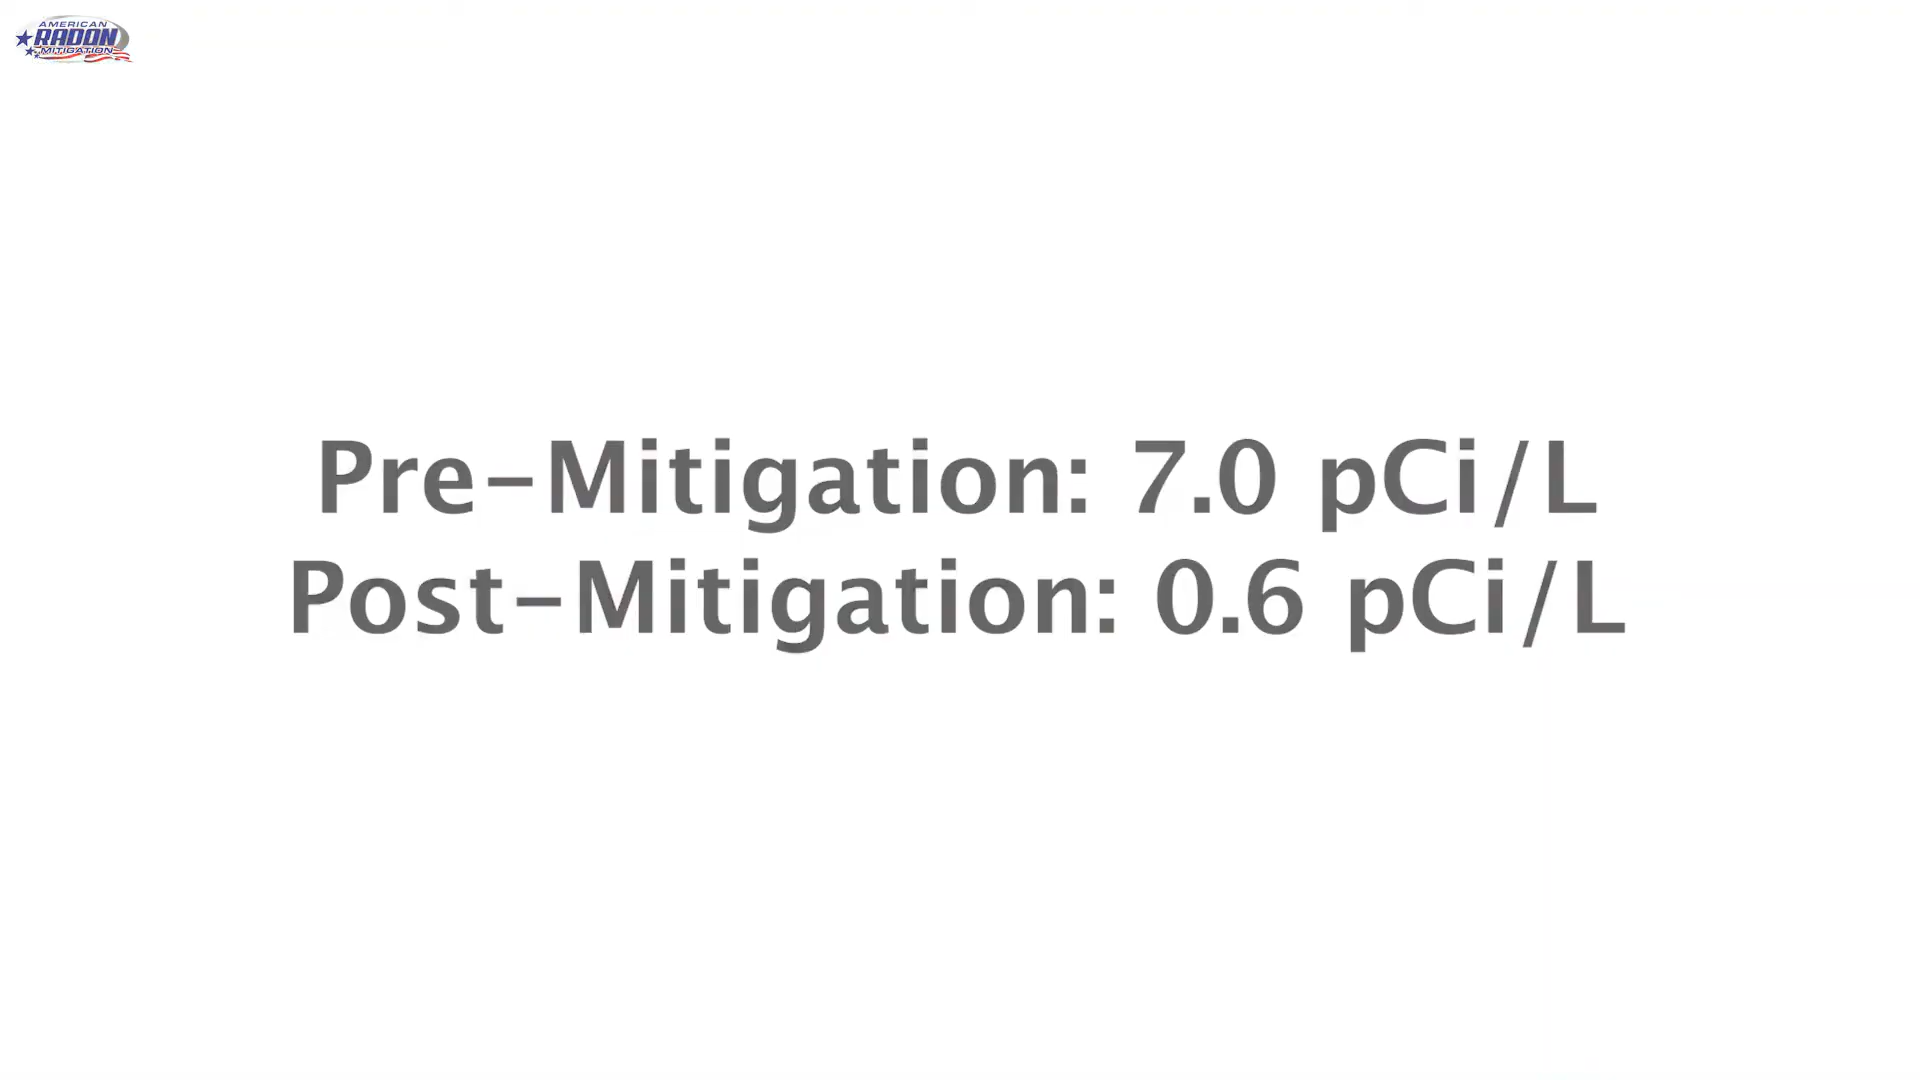 AMERICAN
RADON
MITIGATION
Pre-Mitigation: 7.0 pCi/L
Post-Mitigation: 0.6 pCi/L